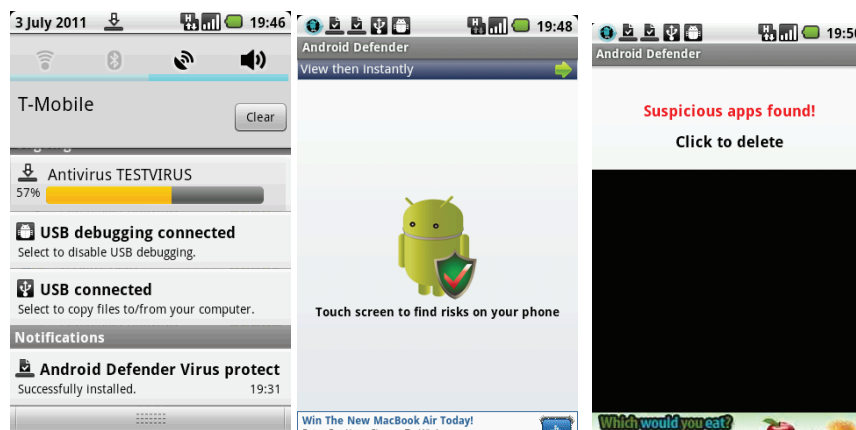 3 July 2011
19:46
T-Mobile
Clear
Antivirus TESTVIRUS
57%
USB debugging connected
Select to disable USB debugging.
USB connected
Select to copy files to/from your computer.
Notifications
Android Defender Virus protect
Successfully installed.
19:31
19:48
Android Defender
View then instantly
Touch screen to find risks on your phone
Win The New MacBook Air Today!
Android Defender
Suspicious apps found!
Click to delete
Which would you eat?